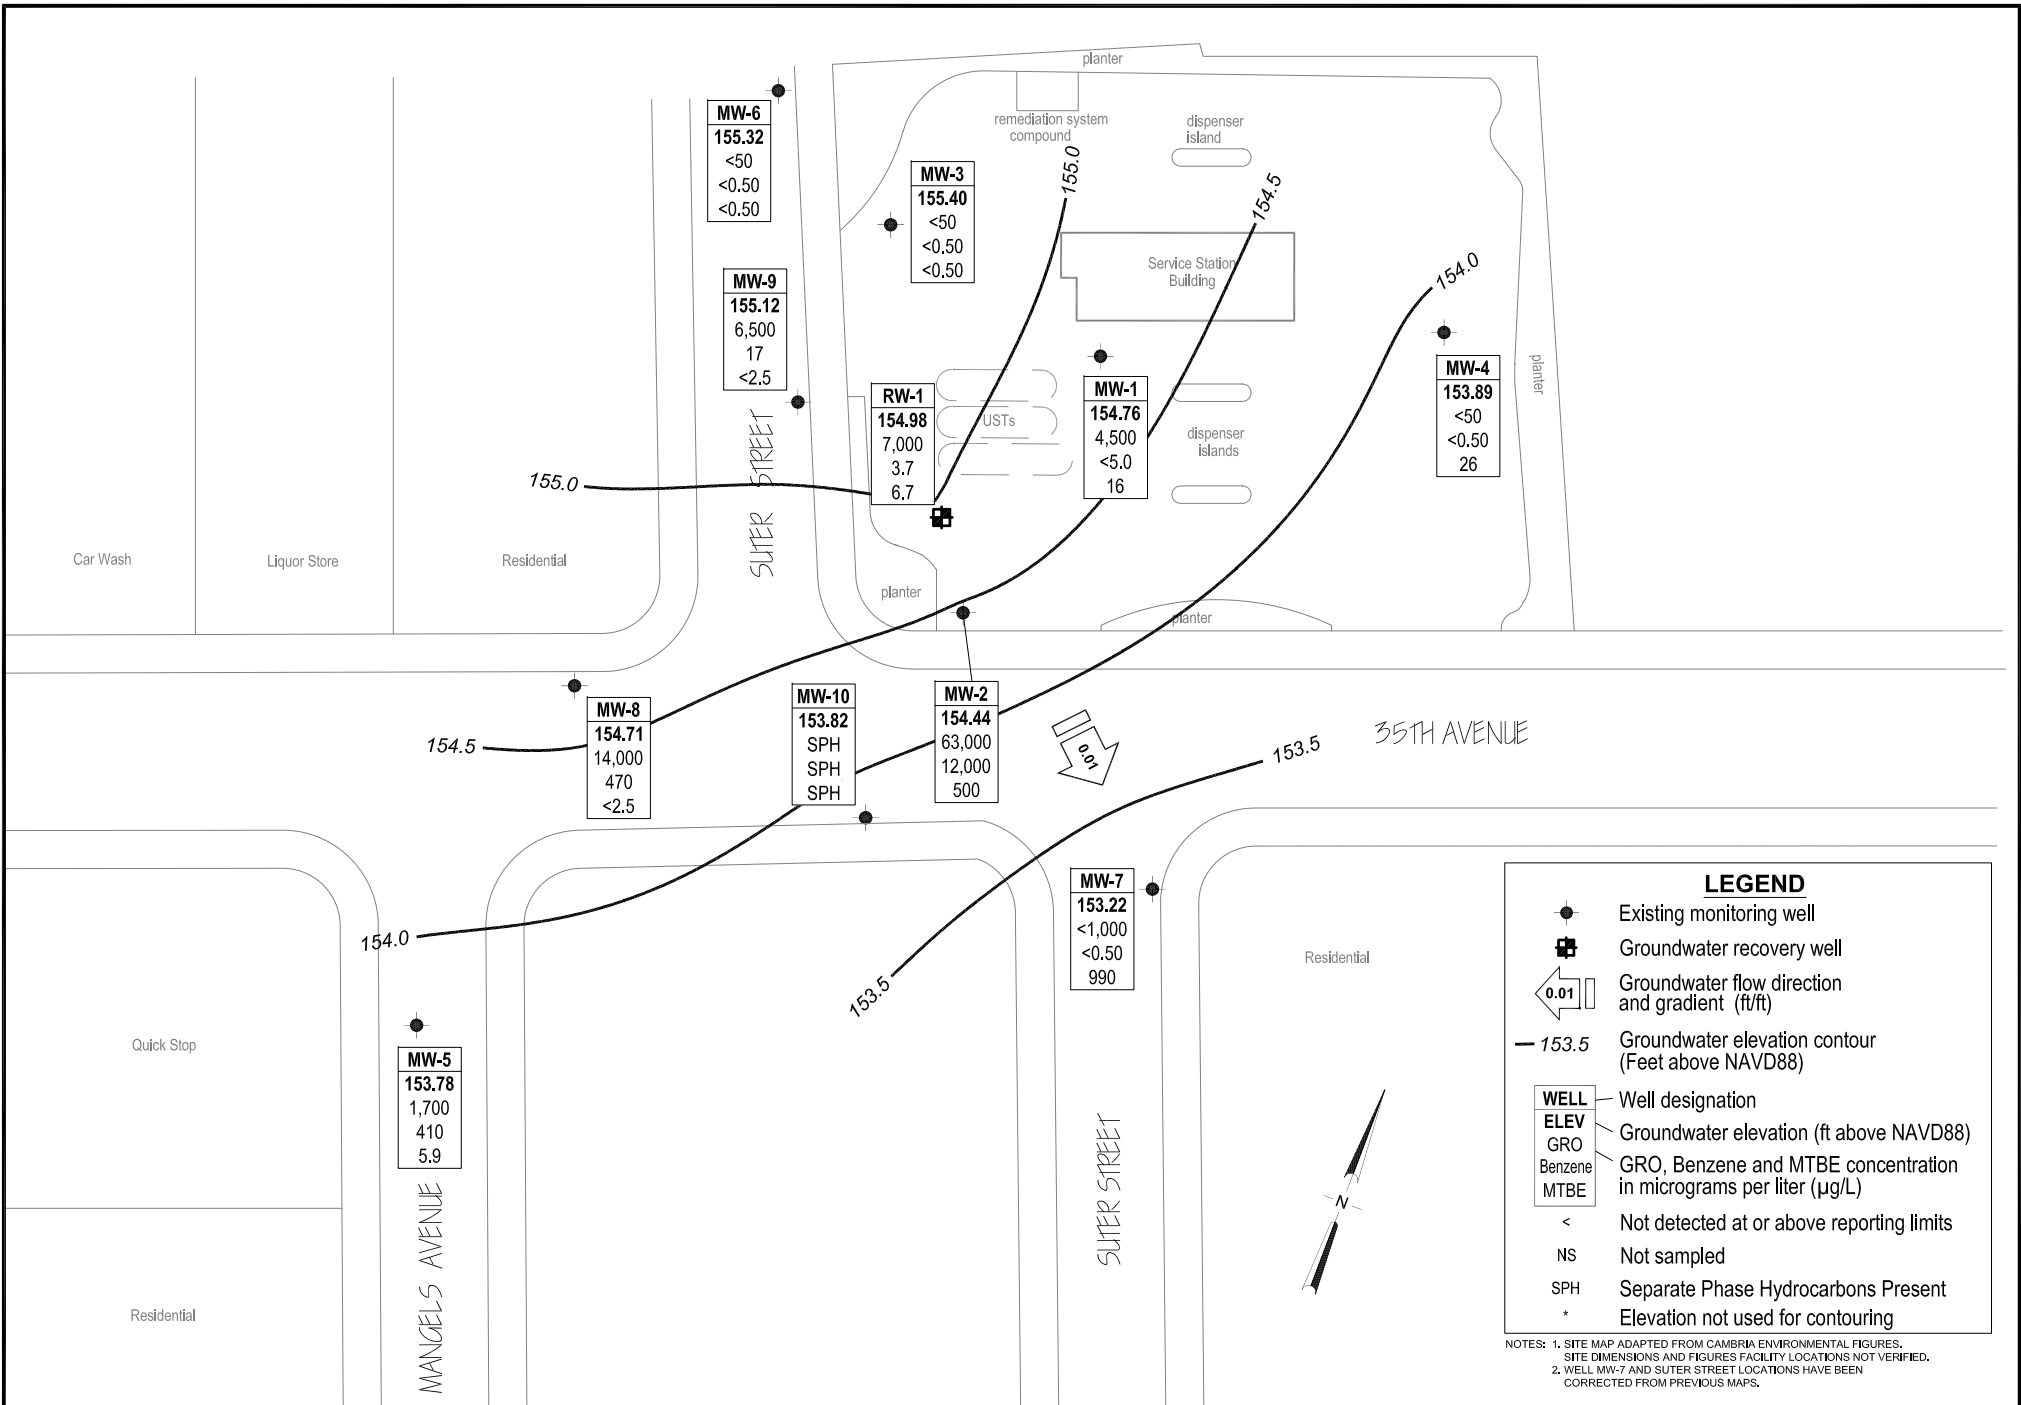 planter
remediation system
compound
dispenser
island
MW-6
155.32
<50
<0.50
<0.50
MW-3
155.40
<50
<0.50
<0.50
155.0
154.5
154.0
Service Station
Building
MW-9
155.12
6,500
17
<2.5
MW-4
153.89
<50
<0.50
26
planter
RW-1
154.98
7,000
3.7
6.7
USTs
MW-1
154.76
4,500
<5.0
16
dispenser
islands
SUTER STREET
155.0
Car Wash
Liquor Store
Residential
planter
planter
MW-8
154.71
14,000
470
<2.5
MW-10
153.82
SPH
SPH
SPH
MW-2
154.44
63,000
12,000
500
0.01
35TH AVENUE
154.5
153.5
154.0
153.5
MW-7
153.22
<1,000
<0.50
990
Residential
Quick Stop
MW-5
153.78
1,700
410
5.9
MANGELS AVENUE
SUTER STREET
Residential
N
LEGEND
Existing monitoring well
Groundwater recovery well
0.01
Groundwater flow direction
and gradient (ft/ft)
153.5
Groundwater elevation contour
(Feet above NAVD88)
WELL
Well designation
ELEV
Groundwater elevation (ft above NAVD88)
GRO
Benzene
MTBE
GRO, Benzene and MTBE concentration
in micrograms per liter (µg/L)
< Not detected at or above reporting limits
NS Not sampled
SPH Separate Phase Hydrocarbons Present
* Elevation not used for contouring
NOTES: 1. SITE MAP ADAPTED FROM CAMBRIA ENVIRONMENTAL FIGURES.
SITE DIMENSIONS AND FIGURES FACILITY LOCATIONS NOT VERIFIED.
2. WELL MW-7 AND SUTER STREET LOCATIONS HAVE BEEN
CORRECTED FROM PREVIOUS MAPS.